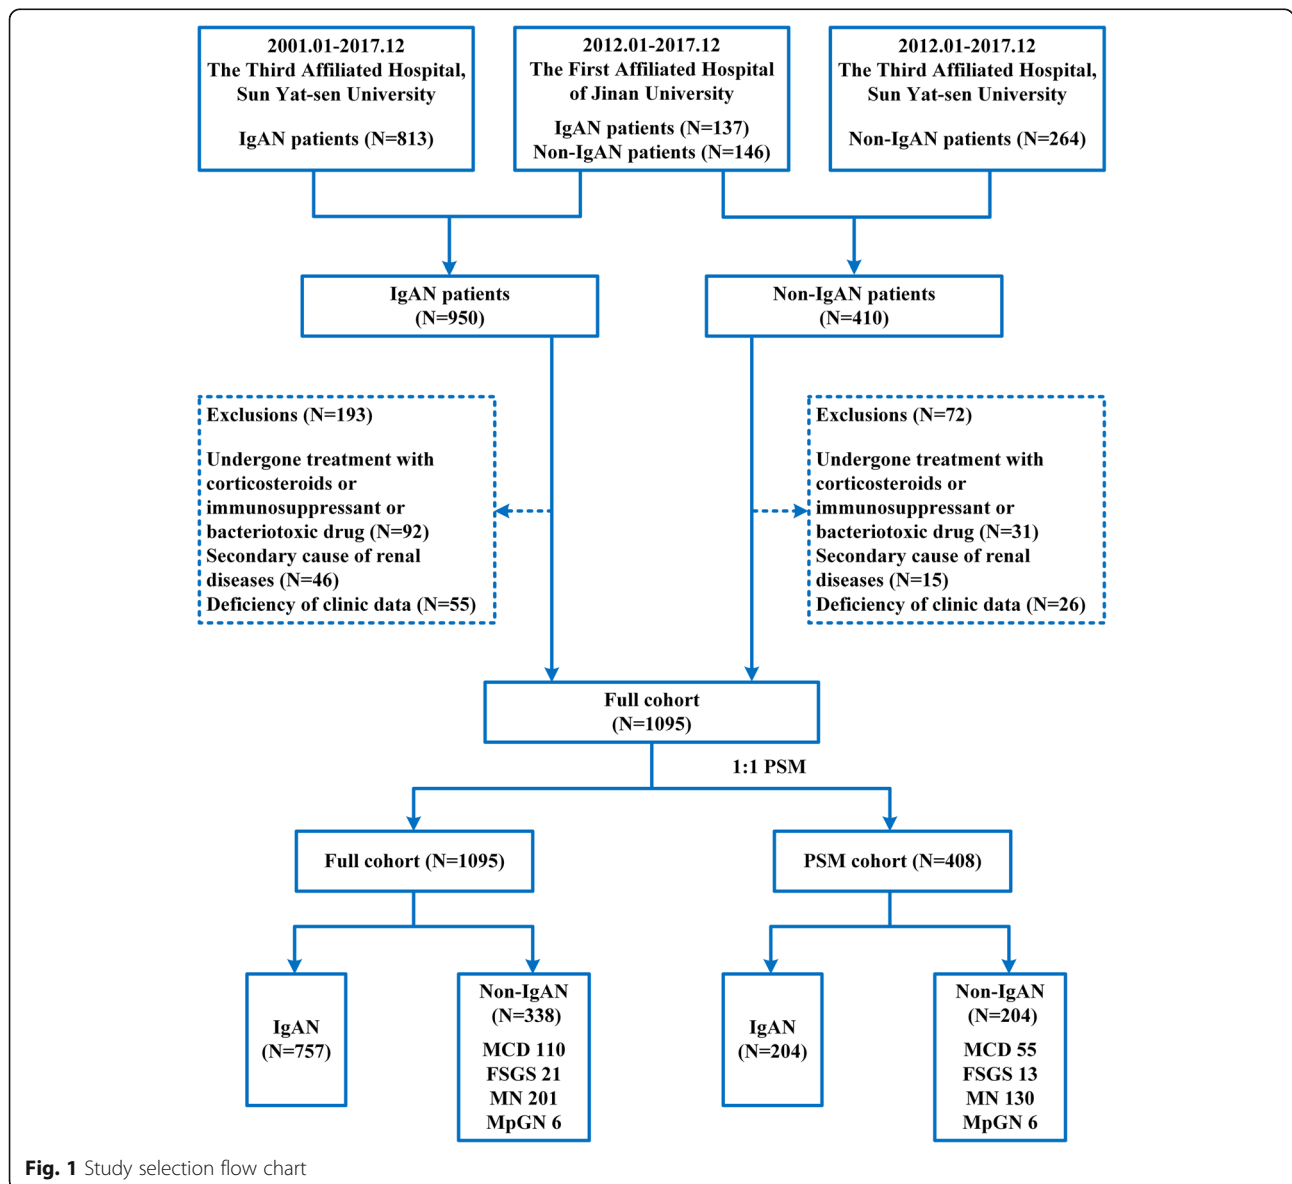 2001.01-2017.12
The Third Affiliated Hospital,
Sun Yat-sen University
IgAN patients (N=813)
2012.01-2017.12
The First Affiliated Hospital
of Jinan University
IgAN patients (N=137)
Non-IgAN patients (N=146)
2012.01-2017.12
The Third Affiliated Hospital,
Sun Yat-sen University
Non-IgAN patients (N=264)
IgAN patients
(N=950)
Non-IgAN patients
(N=410)
Exclusions (N=193)
Undergone treatment with
corticosteroids or
immunosuppressant or
bacteriotoxic drug (N=92)
Secondary cause of renal
diseases (N=46)
Deficiency of clinic data (N=55)
Exclusions (N=72)
Undergone treatment with
corticosteroids or
immunosuppressant or
bacteriotoxic drug (N=31)
Secondary cause of renal
diseases (N=15)
Deficiency of clinic data (N=26)
Full cohort
(N=1095)
1:1 PSM
Full cohort (N=1095)
PSM cohort (N=408)
IgAN
(N=757)
Non-IgAN
(N=338)
MCD 110
FSGS 21
MN 201
MpGN 6
IgAN
(N=204)
Non-IgAN
(N=204)
MCD 55
FSGS 13
MN 130
MpGN 6
Fig. 1 Study selection flow chart